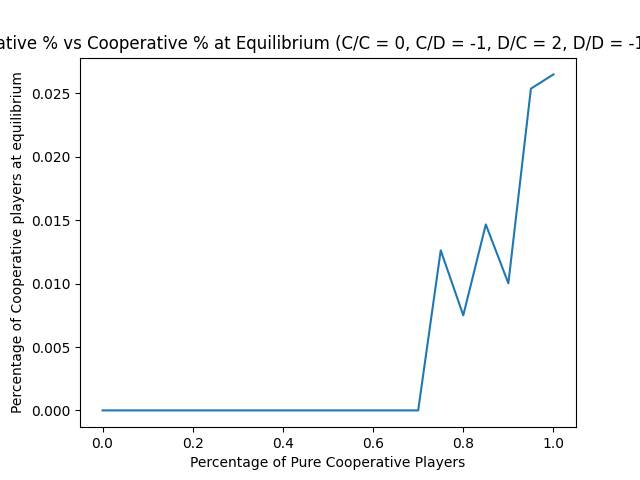 ative % vs Cooperative % at Equilibrium (C/C = 0, C/D = -1, D/C = 2, D/D = -1
Percentage of Cooperative players at equilibrium
0.025
0.020
0.015
0.010
0.005
0.000
0.0 0.2 0.4 0.6 0.8 1.0
Percentage of Pure Cooperative Players